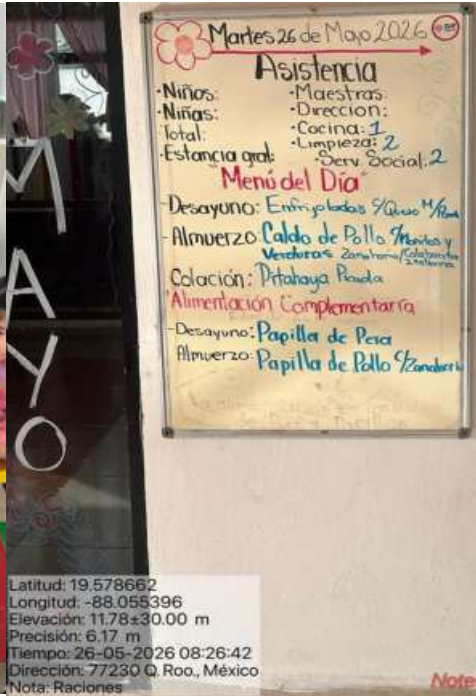 Martes 26 de Mayo 2026
Asistencia
•Niños:
•Niñas:
Total:
•Estancia gral:
•Maestras:
•Direccion:
•Cocina: 1
•Limpieza: 2
•Serv Social: 2
"Menú del Día"
-Desayuno: Enfrijoladas c/Queso
-Almuerzo: Caldo de Pollo
Verduras Zanahoria/Calabacita
Colación: Pitahaya Picada
"Alimentación Complementaria
-Desayuno: Papilla de Pera
Almuerzo: Papilla de Pollo c/Zanahoria
MAYO
Latitud: 19.578662
Longitud: -88.055396
Elevación: 11.78±30.00 m
Precisión: 6.17 m
Tiempo: 26-05-2026 08:26:42
Dirección: 77230 Q. Roo., México
Nota: Raciones
Note